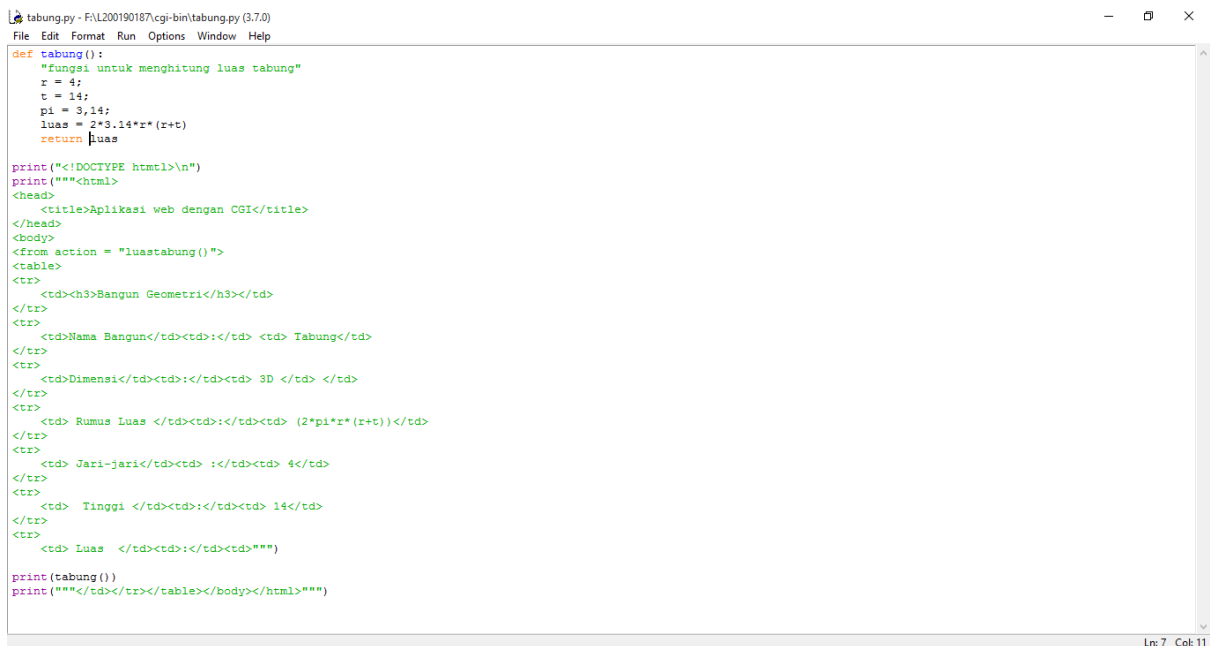 tabung.py - F:\L200190187\cgi-bin\tabung.py (3.7.0)
File Edit Format Run Options Window Help
def tabung():
    "fungsi untuk menghitung luas tabung"
    r = 4;
    t = 14;
    pi = 3,14;
    luas = 2*3.14*r*(r+t)
    return luas

print("<!DOCTYPE htmtl>\n")
print("""<html>
<head>
    <title>Aplikasi web dengan CGI</title>
</head>
<body>
<from action = "luastabung()">
<table>
<tr>
    <td><h3>Bangun Geometri</h3></td>
</tr>
<tr>
    <td>Nama Bangun</td><td>:</td> <td> Tabung</td>
</tr>
<tr>
    <td>Dimensi</td><td>:</td><td> 3D </td> </td>
</tr>
<tr>
    <td> Rumus Luas </td><td>:</td><td> (2*pi*r*(r+t))</td>
</tr>
<tr>
    <td> Jari-jari</td><td> :</td><td> 4</td>
</tr>
<tr>
    <td>  Tinggi </td><td>:</td><td> 14</td>
</tr>
<tr>
    <td> Luas  </td><td>:</td><td>""")

print(tabung())
print("""</td></tr></table></body></html>""")
Ln: 7 Col: 11